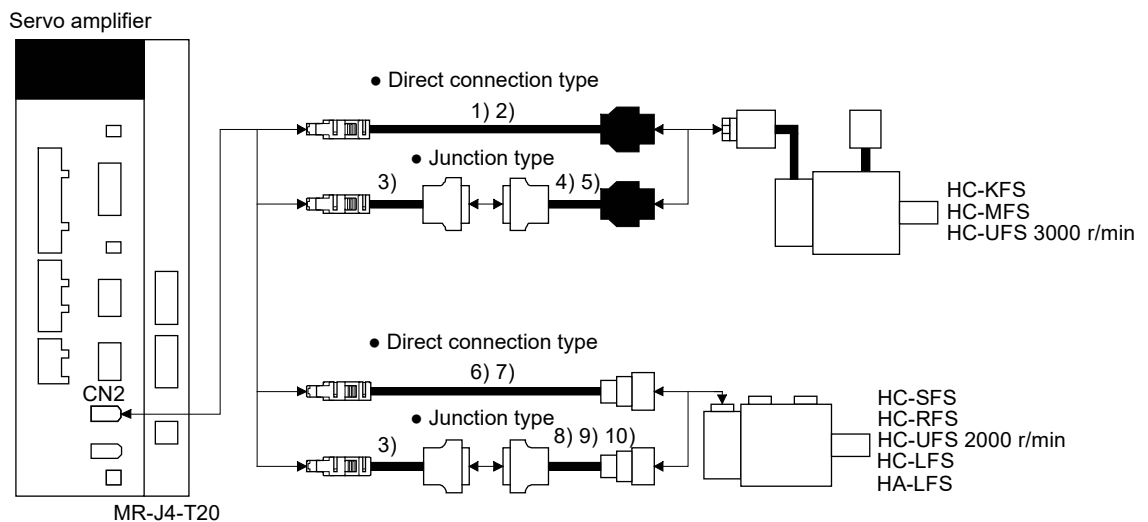 Servo amplifier
● Direct connection type
1) 2)
● Junction type
3)
4) 5)
HC-KFS
HC-MFS
HC-UFS 3000 r/min
● Direct connection type
6) 7)
CN2
● Junction type
3)
8) 9) 10)
HC-SFS
HC-RFS
HC-UFS 2000 r/min
HC-LFS
HA-LFS
MR-J4-T20